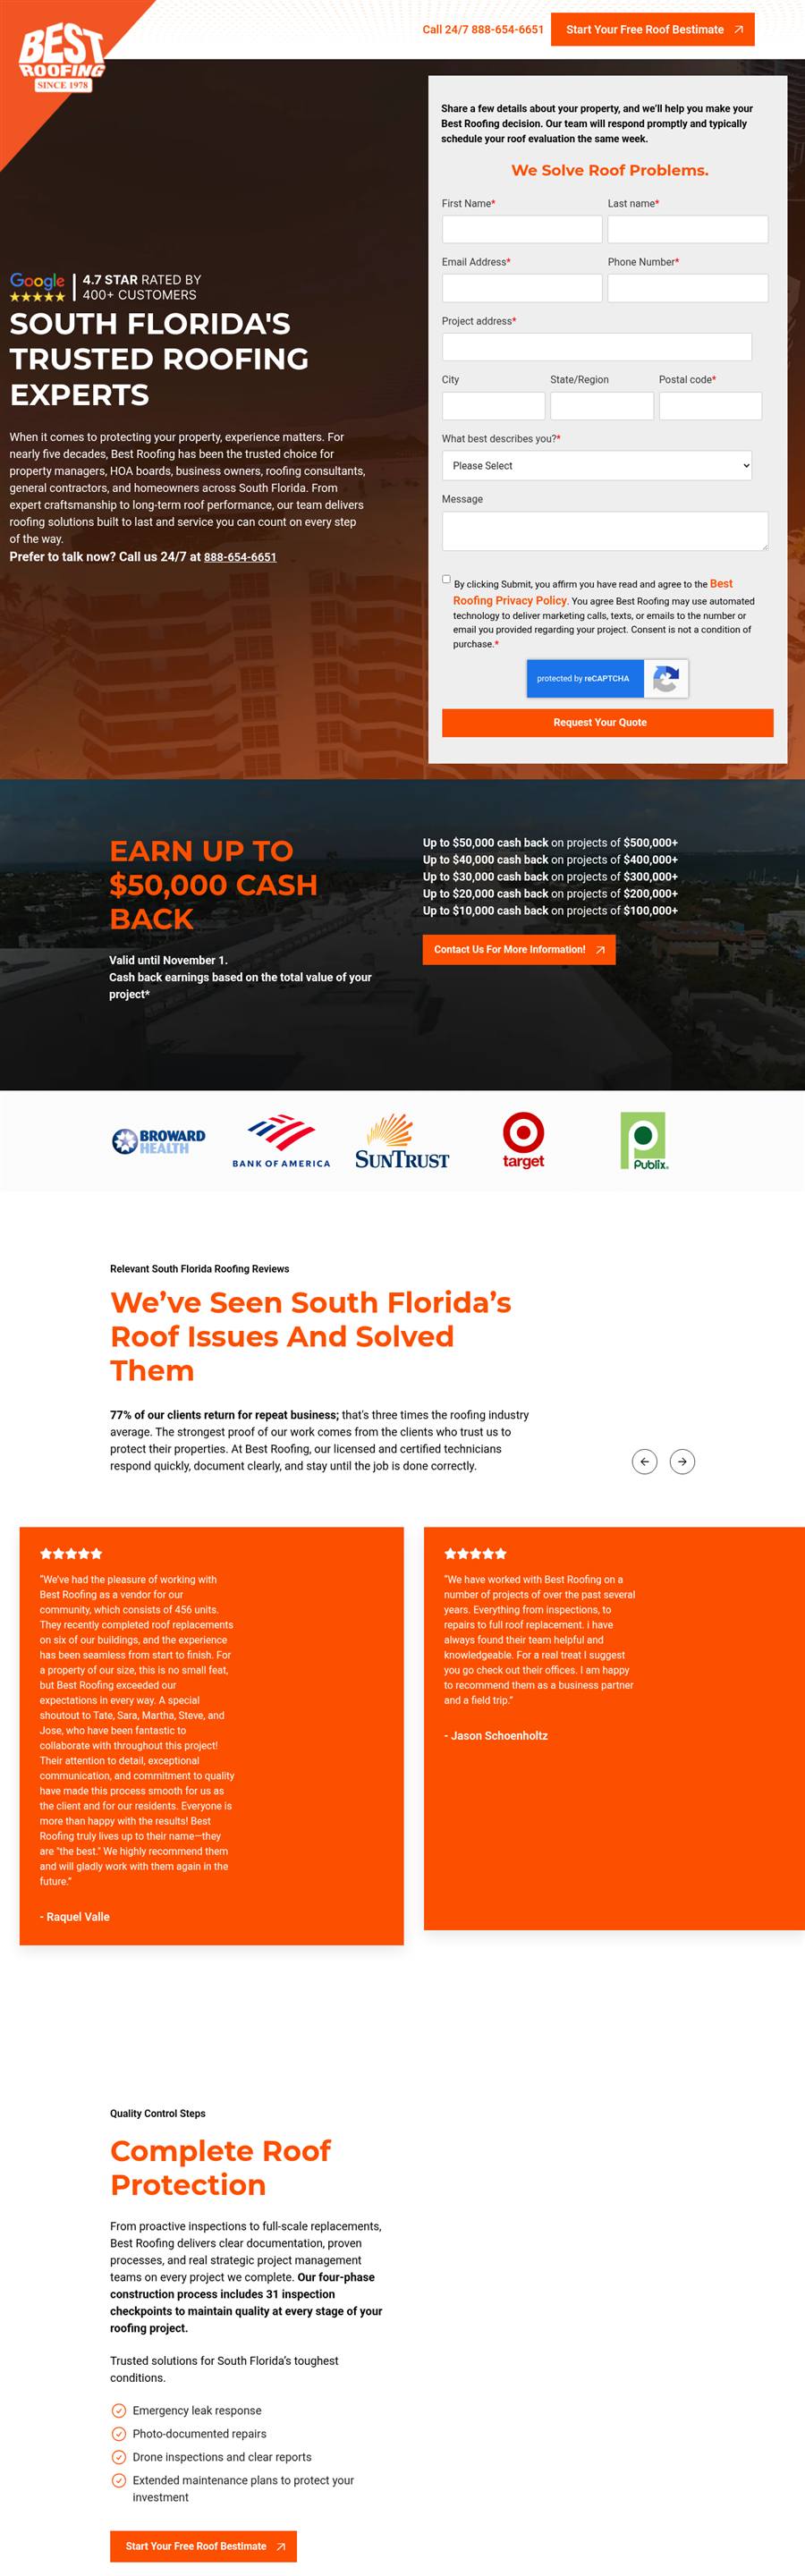 BEST
ROOFING
SINCE 1978
Call 24/7 888-654-6651
Start Your Free Roof Bestimate
Share a few details about your property, and we'll help you make your
Best Roofing decision. Our team will respond promptly and typically
schedule your roof evaluation the same week.
We Solve Roof Problems.
First Name*
Last name*
Email Address*
Phone Number*
Project address*
City
State/Region
Postal code*
What best describes you?*
Please Select
Message
By clicking Submit, you affirm you have read and agree to the Best
Roofing Privacy Policy. You agree Best Roofing may use automated
technology to deliver marketing calls, texts, or emails to the number or
email you provided regarding your project. Consent is not a condition of
purchase.*
protected by reCAPTCHA
Request Your Quote
Google
4.7 STAR RATED BY
400+ CUSTOMERS
SOUTH FLORIDA'S
TRUSTED ROOFING
EXPERTS
When it comes to protecting your property, experience matters. For
nearly five decades, Best Roofing has been the trusted choice for
property managers, HOA boards, business owners, roofing consultants,
general contractors, and homeowners across South Florida. From
expert craftsmanship to long-term roof performance, our team delivers
roofing solutions built to last and service you can count on every step
of the way.
Prefer to talk now? Call us 24/7 at 888-654-6651
EARN UP TO
$50,000 CASH
BACK
Valid until November 1.
Cash back earnings based on the total value of your
project*
Up to $50,000 cash back on projects of $500,000+
Up to $40,000 cash back on projects of $400,000+
Up to $30,000 cash back on projects of $300,000+
Up to $20,000 cash back on projects of $200,000+
Up to $10,000 cash back on projects of $100,000+
Contact Us For More Information!
BROWARD
HEALTH
BANK OF AMERICA
SUNTRUST
target
Publix
Relevant South Florida Roofing Reviews
We've Seen South Florida's
Roof Issues And Solved
Them
77% of our clients return for repeat business; that's three times the roofing industry
average. The strongest proof of our work comes from the clients who trust us to
protect their properties. At Best Roofing, our licensed and certified technicians
respond quickly, document clearly, and stay until the job is done correctly.
"We've had the pleasure of working with
Best Roofing as a vendor for our
community, which consists of 456 units.
They recently completed roof replacements
on six of our buildings, and the experience
has been seamless from start to finish. For
a property of our size, this is no small feat,
but Best Roofing exceeded our
expectations in every way. A special
shoutout to Tate, Sara, Martha, Steve, and
Jose, who have been fantastic to
collaborate with throughout this project!
Their attention to detail, exceptional
communication, and commitment to quality
have made this process smooth for us as
the client and for our residents. Everyone is
more than happy with the results! Best
Roofing truly lives up to their name—they
are "the best." We highly recommend them
and will gladly work with them again in the
future."
- Raquel Valle
"We have worked with Best Roofing on a
number of projects of over the past several
years. Everything from inspections, to
repairs to full roof replacement. i have
always found their team helpful and
knowledgeable. For a real treat I suggest
you go check out their offices. I am happy
to recommend them as a business partner
and a field trip."
- Jason Schoenholtz
Quality Control Steps
Complete Roof
Protection
From proactive inspections to full-scale replacements,
Best Roofing delivers clear documentation, proven
processes, and real strategic project management
teams on every project we complete. Our four-phase
construction process includes 31 inspection
checkpoints to maintain quality at every stage of your
roofing project.
Trusted solutions for South Florida's toughest
conditions.
Emergency leak response
Photo-documented repairs
Drone inspections and clear reports
Extended maintenance plans to protect your
investment
Start Your Free Roof Bestimate